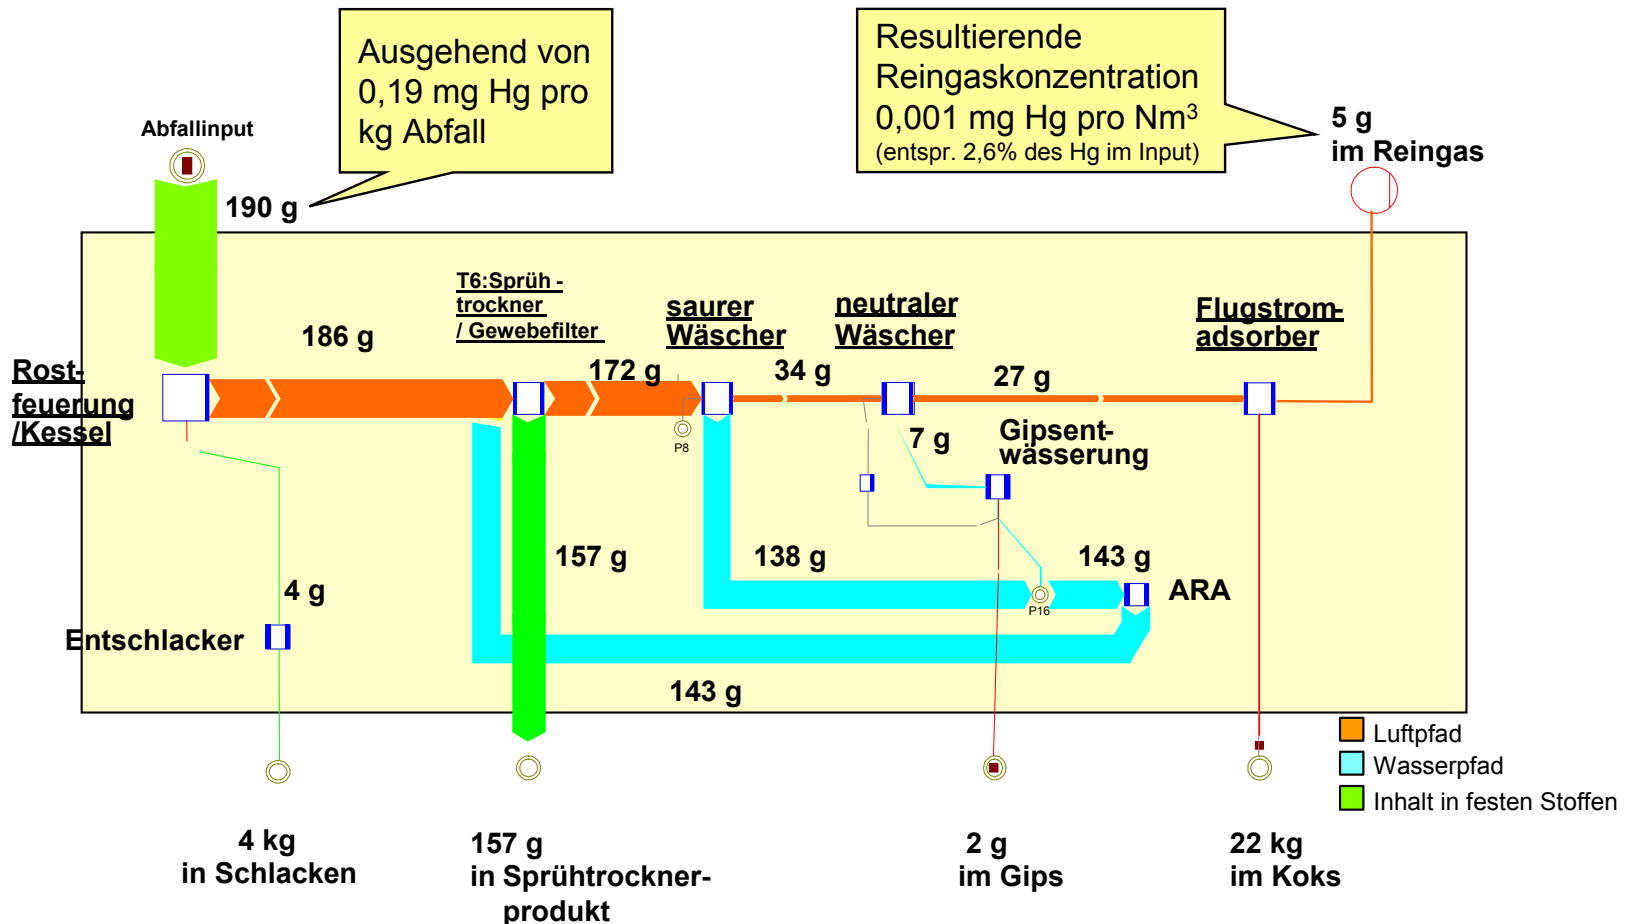 Ausgehend von
0,19 mg Hg pro
kg Abfall
Resultierende
Reingaskonzentration
0,001 mg Hg pro Nm³
(entspr. 2,6% des Hg im Input)
5 g
im Reingas
Abfallinput
190 g
T6:Sprüh -
trockner
/ Gewebefilter
saurer
Wäscher
neutraler
Wäscher
Flugstrom-
adsorber
186 g
172 g
34 g
27 g
Rost-
feuerung
/Kessel
P8
7 g
Gipsent-
wässerung
157 g
138 g
143 g
ARA
P16
4 g
Entschlacker
143 g
Luftpfad
Wasserpfad
Inhalt in festen Stoffen
4 kg
in Schlacken
157 g
in Sprühtrockner-
produkt
2 g
im Gips
22 kg
im Koks